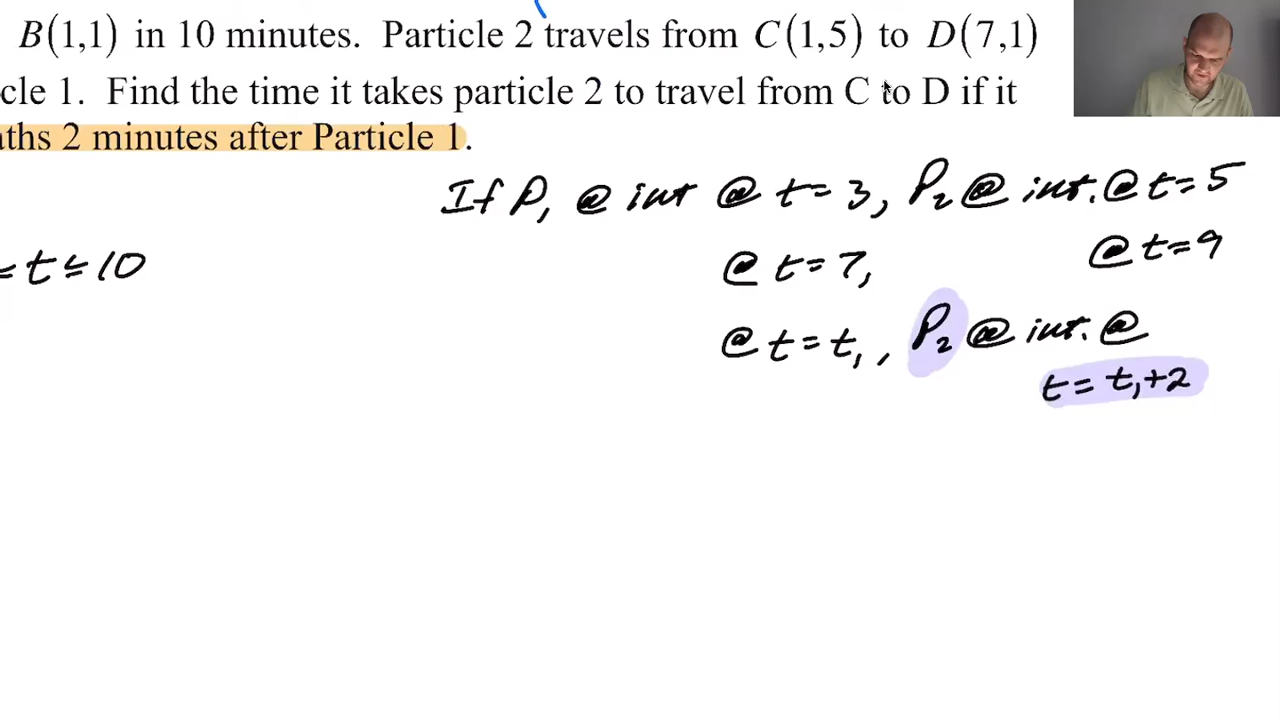 B(1,1) in 10 minutes. Particle 2 travels from C(1,5) to D(7,1)
cle 1. Find the time it takes particle 2 to travel from C to D if it
aths 2 minutes after Particle 1.
If P₁ @ int @ t=3, P₂ @ int. @ t=5
≤ t ≤ 10
@ t=7, @ t=9
@ t=t₁, P₂ @ int. @
t= t₁+2